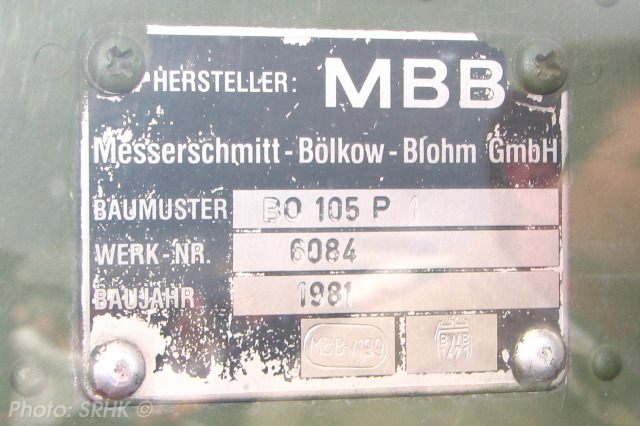 HERSTELLER: MBB
Messerschmitt-Bölkow-Blohm GmbH
BAUMUSTER BO 105 P 1
WERK-NR. 6084
BAUJAHR 1981
MBB-V199
B B
1471
Photo: SRHK ©